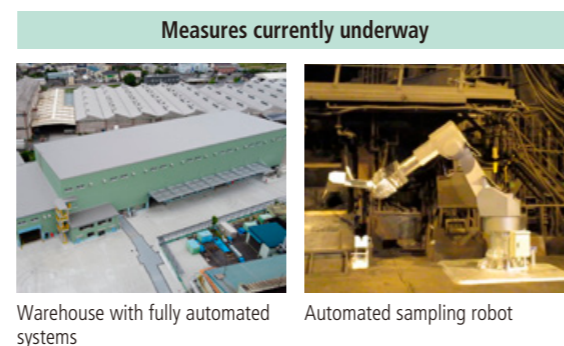 Measures currently underway
Warehouse with fully automated
systems
Automated sampling robot